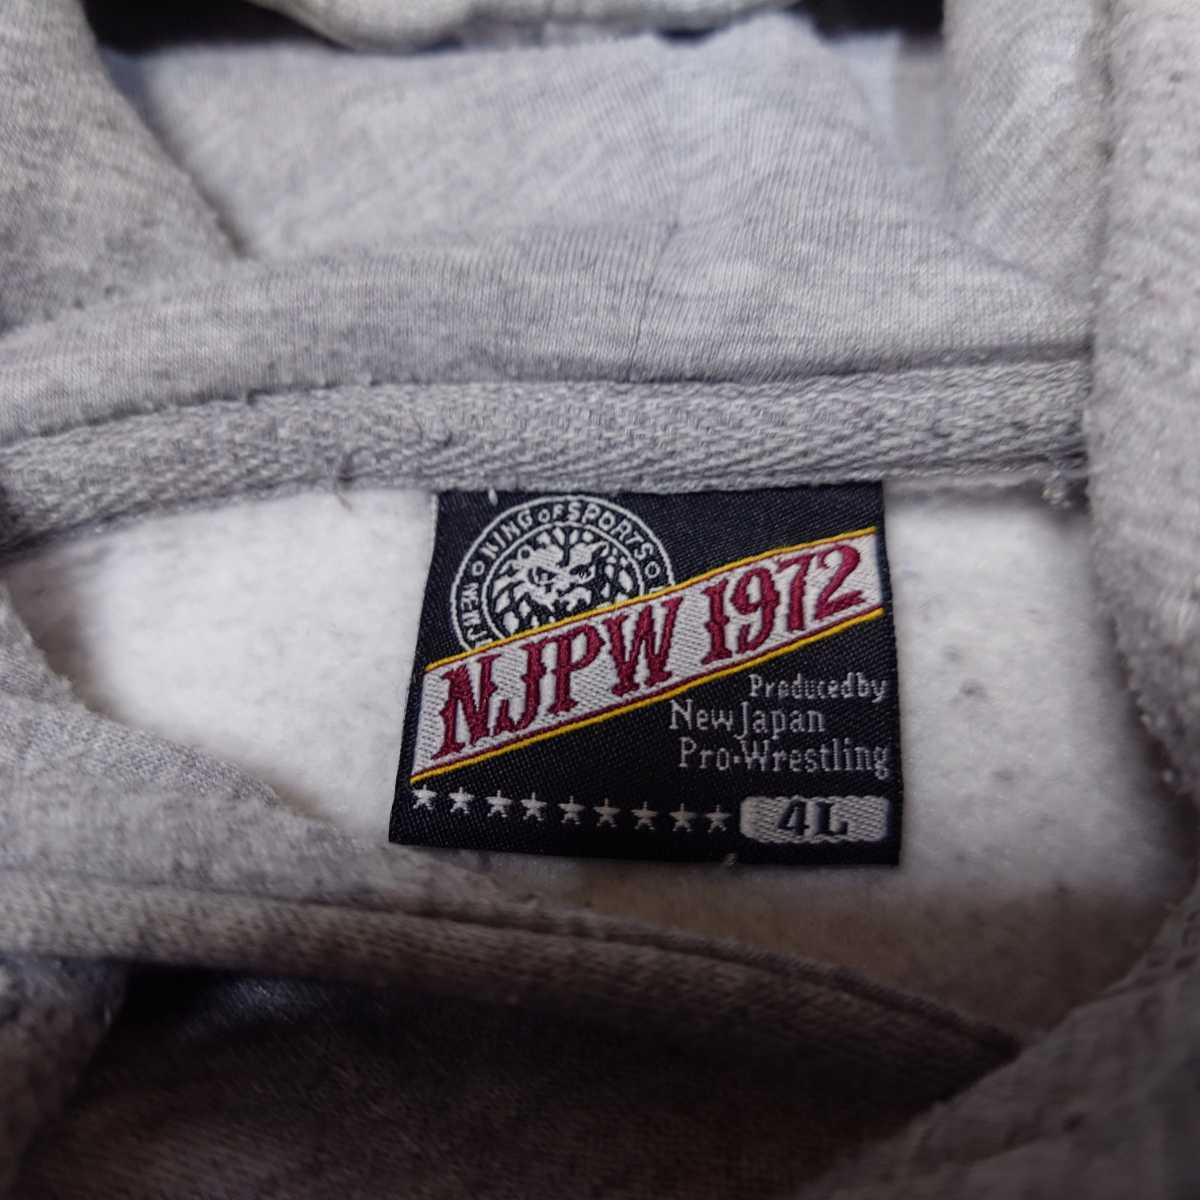 KING OF SPORTS
NJPW 1972
Produced by
New Japan
Pro-Wrestling
4L